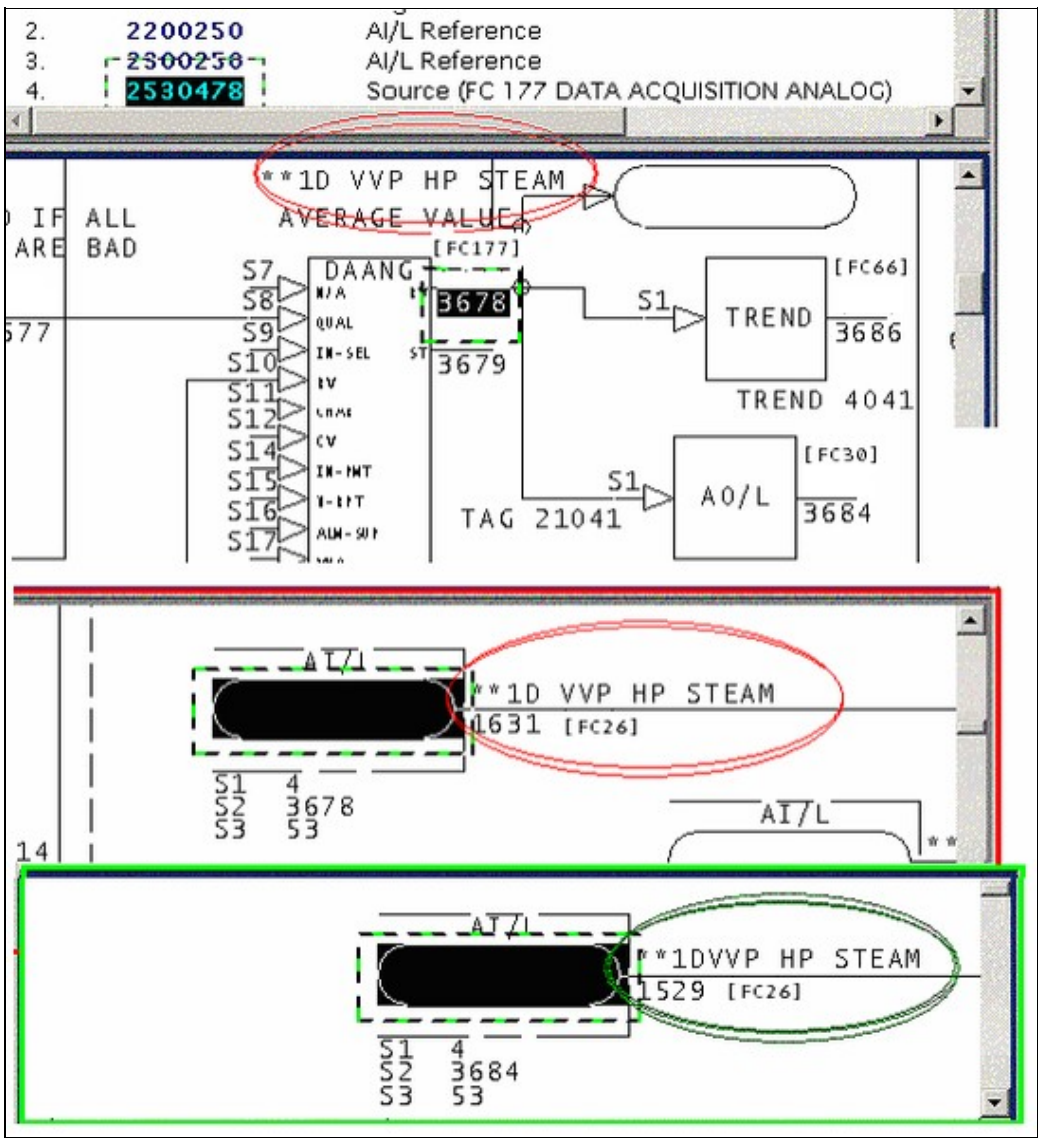 2. 2200250 AI/L Reference
3. 2300250 AI/L Reference
4. 2530478 Source (FC 177 DATA ACQUISITION ANALOG)
**1D VVP HP STEAM
IF ALL
AVERAGE VALUE
ARE BAD
[FC177]
S7
DAANG
[FC66]
S8
N/A
3678
S1
TREND
577
S9
QUAL
3686
S10
IN-SEL
ST
3679
S11
S12
TREND 4041
S14
CV
[FC30]
S15
S1
AO/L
S16
TAG 21041
3684
S17
AI/L
**1D VVP HP STEAM
1631 [FC26]
S1 4
S2 3678
S3 53
AI/L
14
**
AI/L
**1DVVP HP STEAM
1529 [FC26]
S1 4
S2 3684
S3 53